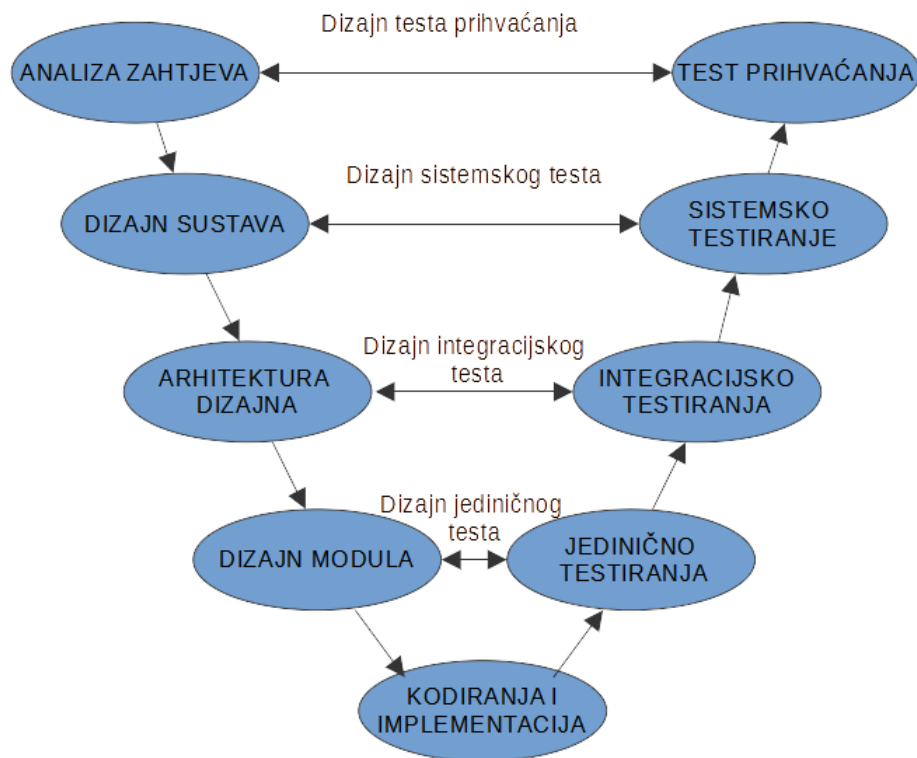 Dizajn testa prihvaćanja
ANALIZA ZAHTJEVA
TEST PRIHVAĆANJA
Dizajn sistemskog testa
DIZAJN SUSTAVA
SISTEMSKO
TESTIRANJE
Dizajn integracijskog
testa
ARHITEKTURA
DIZAJNA
INTEGRACIJSKO
TESTIRANJA
Dizajn jediničnog
testa
DIZAJN MODULA
JEDINIČNO
TESTIRANJA
KODIRANJA I
IMPLEMENTACIJA